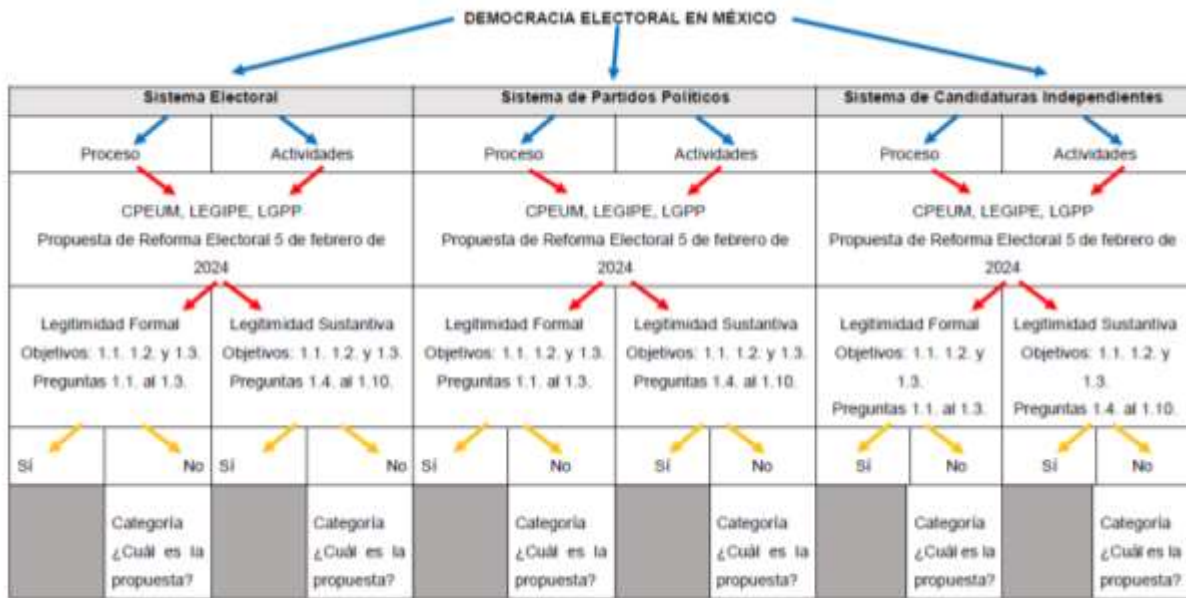 DEMOCRACIA ELECTORAL EN MÉXICO
Sistema Electoral
Sistema de Partidos Políticos
Sistema de Candidaturas Independientes
Proceso
Actividades
Proceso
Actividades
Proceso
Actividades
CPEUM, LEGIPE, LGPP
Propuesta de Reforma Electoral 5 de febrero de
2024
CPEUM, LEGIPE, LGPP
Propuesta de Reforma Electoral 5 de febrero de
2024
CPEUM, LEGIPE, LGPP
Propuesta de Reforma Electoral 5 de febrero de
2024
Legitimidad Formal
Objetivos: 1.1. 1.2. y 1.3.
Preguntas 1.1. al 1.3.
Legitimidad Sustantiva
Objetivos: 1.1. 1.2. y 1.3.
Preguntas 1.4. al 1.10.
Legitimidad Formal
Objetivos: 1.1. 1.2. y 1.3.
Preguntas 1.1. al 1.3.
Legitimidad Sustantiva
Objetivos: 1.1. 1.2. y 1.3.
Preguntas 1.4. al 1.10.
Legitimidad Formal
Objetivos: 1.1. 1.2. y
1.3.
Preguntas 1.1. al 1.3.
Legitimidad Sustantiva
Objetivos: 1.1. 1.2. y
1.3.
Preguntas 1.4. al 1.10.
Sí
No
Sí
No
Sí
No
Sí
No
Sí
No
Sí
No
Categoría
¿Cuál es la
propuesta?
Categoría
¿Cuál es la
propuesta?
Categoría
¿Cuál es la
propuesta?
Categoría
¿Cuál es la
propuesta?
Categoría
¿Cuál es la
propuesta?
Categoría
¿Cuál es la
propuesta?